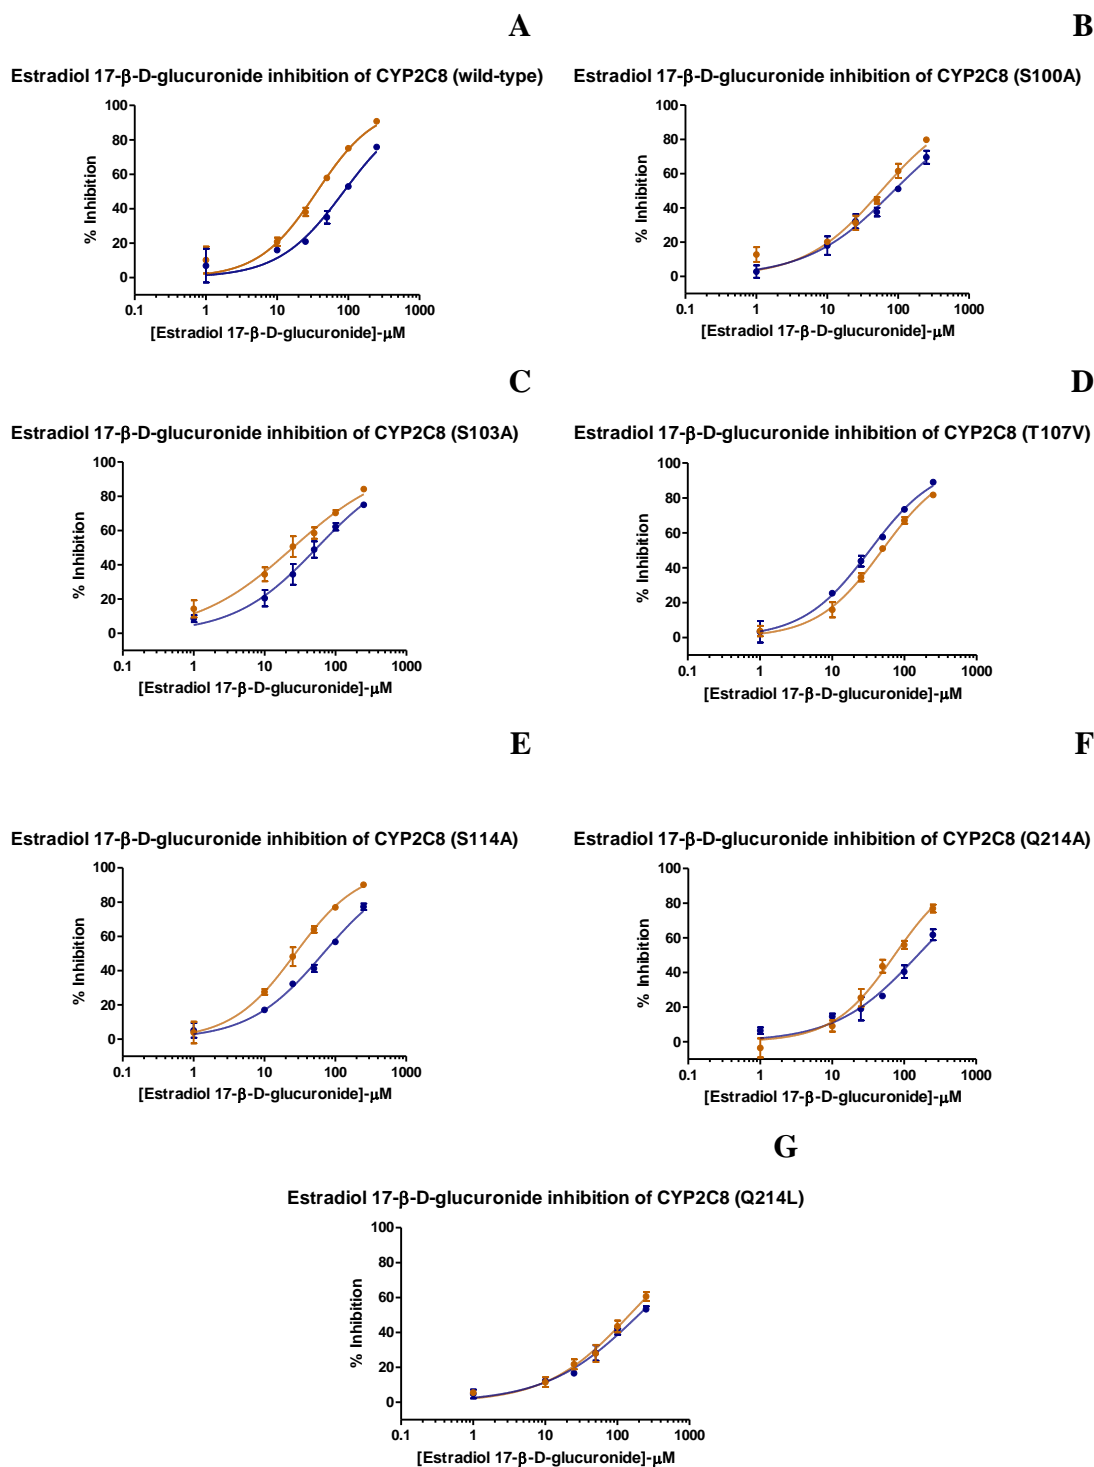 A
B
Estradiol 17-β-D-glucuronide inhibition of CYP2C8 (wild-type)
Estradiol 17-β-D-glucuronide inhibition of CYP2C8 (S100A)
100
80
60
40
20
0
% Inhibition
0.1 1 10 100 1000
[Estradiol 17-β-D-glucuronide]-µM
100
80
60
40
20
0
% Inhibition
0.1 1 10 100 1000
[Estradiol 17-β-D-glucuronide]-µM
C
D
Estradiol 17-β-D-glucuronide inhibition of CYP2C8 (S103A)
Estradiol 17-β-D-glucuronide inhibition of CYP2C8 (T107V)
100
80
60
40
20
0
% Inhibition
0.1 1 10 100 1000
[Estradiol 17-β-D-glucuronide]-µM
100
80
60
40
20
0
% Inhibition
0.1 1 10 100 1000
[Estradiol 17-β-D-glucuronide]-µM
E
F
Estradiol 17-β-D-glucuronide inhibition of CYP2C8 (S114A)
Estradiol 17-β-D-glucuronide inhibition of CYP2C8 (Q214A)
100
80
60
40
20
0
% Inhibition
0.1 1 10 100 1000
[Estradiol 17-β-D-glucuronide]-µM
100
80
60
40
20
0
% Inhibition
0.1 1 10 100 1000
[Estradiol 17-β-D-glucuronide]-µM
G
Estradiol 17-β-D-glucuronide inhibition of CYP2C8 (Q214L)
100
80
60
40
20
0
% Inhibition
0.1 1 10 100 1000
[Estradiol 17-β-D-glucuronide]-µM